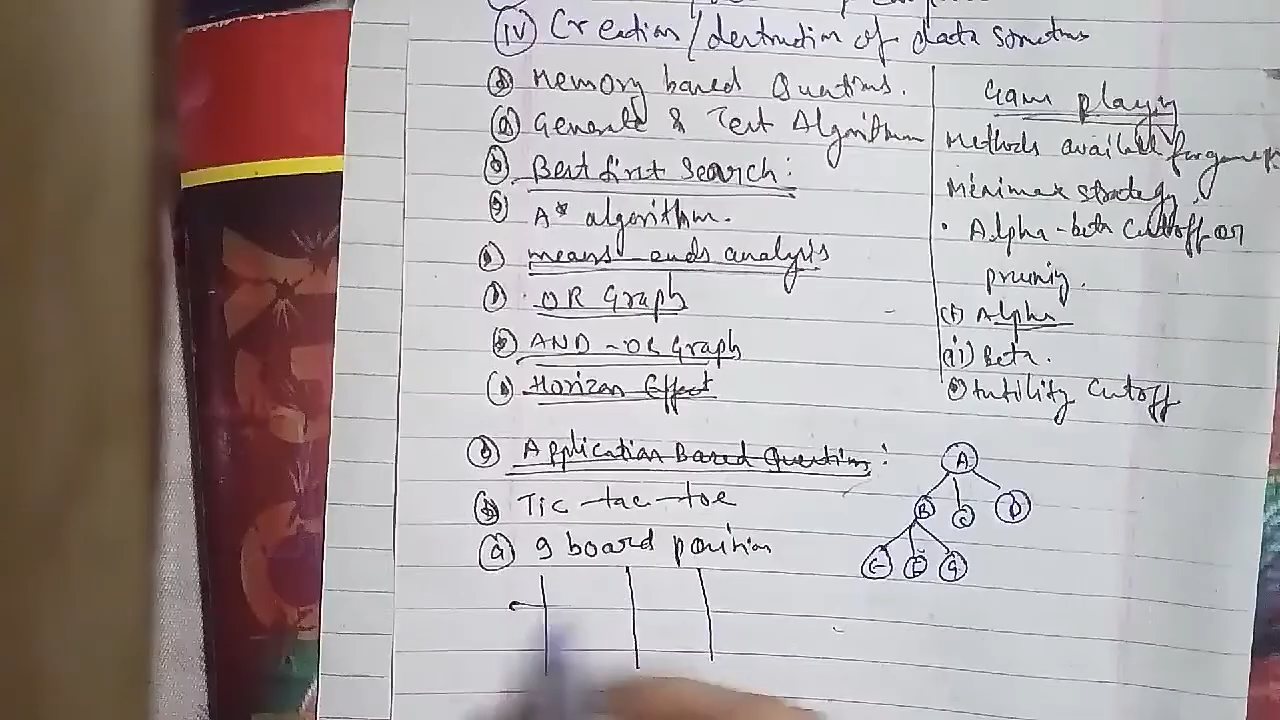 (iv) Creation/destruction of data structures
Memory based Questions.
(a) Generate & Test Algorithm
Best first Search:
A* algorithm.
means-ends analysis
OR Graph
AND-OR Graph
Horizan Effect
Application Based Questions:
Tic-tac-toe
(a) 9 board position
Game playing
Methods available for game
Minimax strategy.
• Alpha-beta cutoff or
pruning.
(i) Alpha
(ii) Beta.
futility cutoff
A
B C D
E G